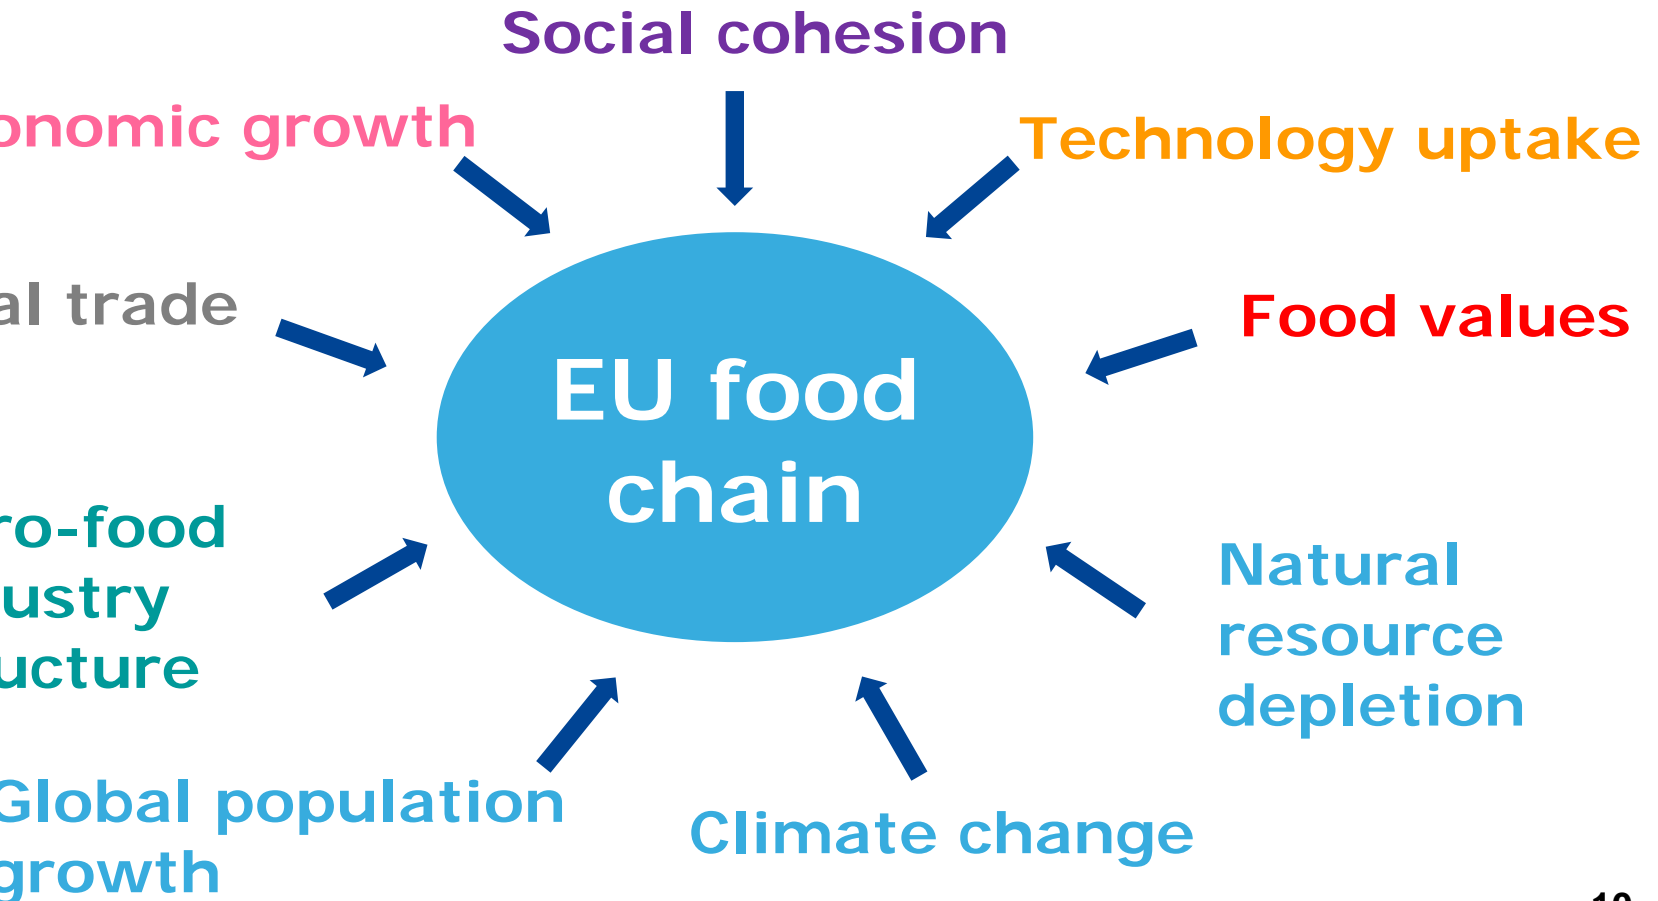 Social cohesion
onomic growth
Technology uptake
al trade
Food values
EU food
chain
ro-food
ustry
ucture
Natural
resource
depletion
Global population
growth
Climate change